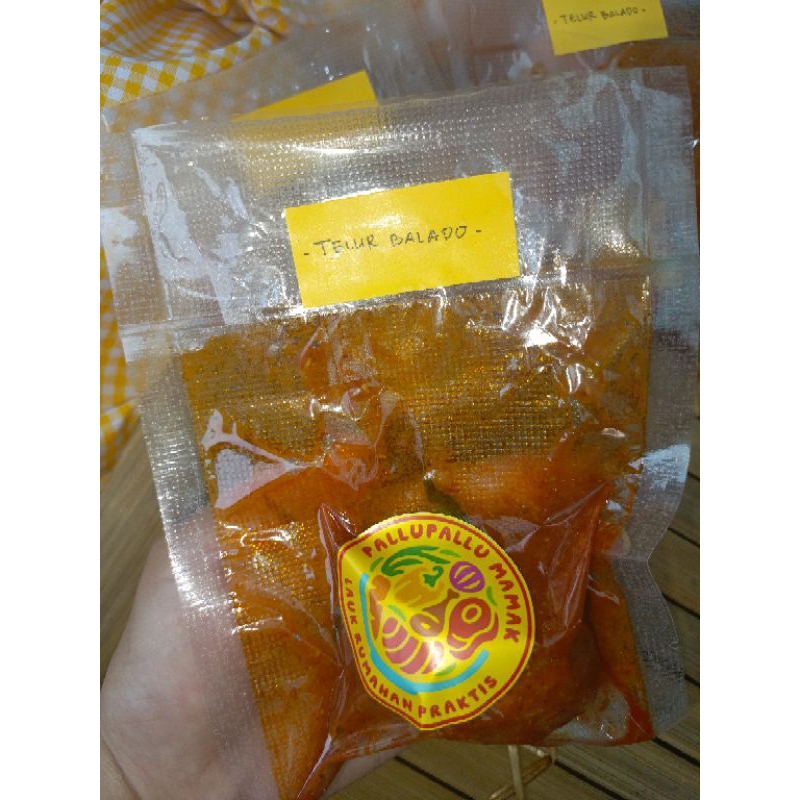 - TELUR BALADO -
- TELUR BALADO -
PALLUPALLU MAMAK
LAUK RUMAHAN PRAKTIS